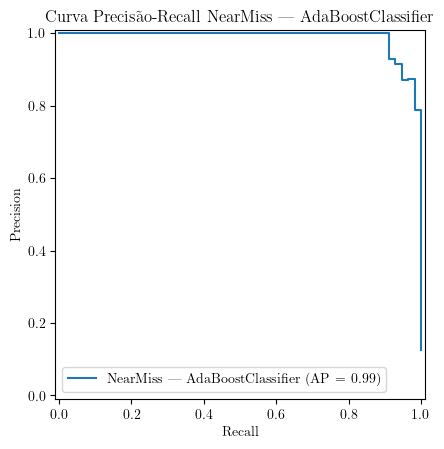 Curva Precisão-Recall NearMiss — AdaBoostClassifier
1.0
0.8
0.6
0.4
0.2
0.0
Precision
NearMiss — AdaBoostClassifier (AP = 0.99)
0.0 0.2 0.4 0.6 0.8 1.0
Recall